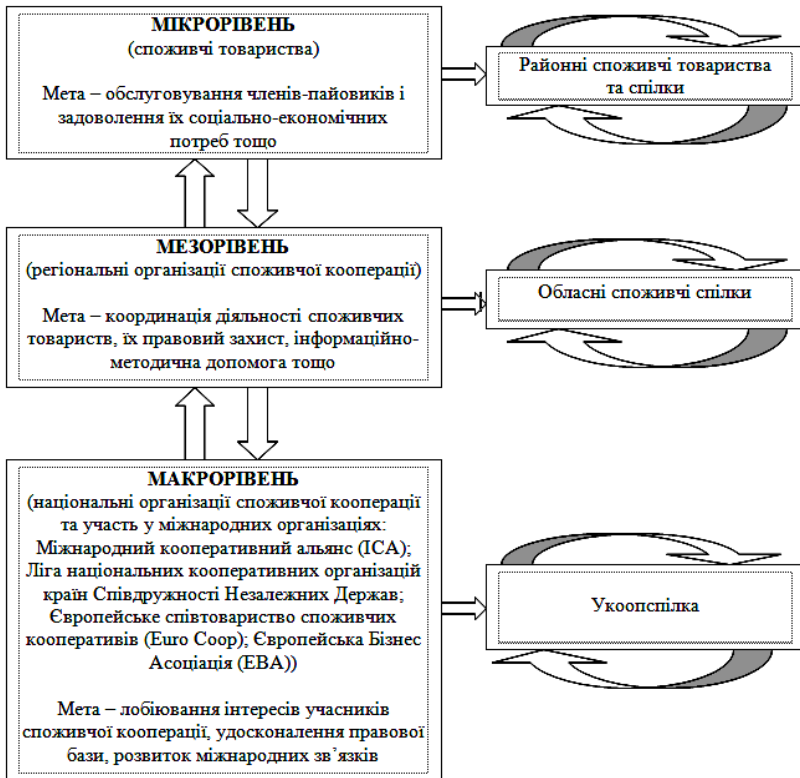 МІКРОРІВЕНЬ
(споживчі товариства)
Мета – обслуговування членів-пайовиків і
задоволення їх соціально-економічних
потреб тощо
Районні споживчі товариства
та спілки
МЕЗОРІВЕНЬ
(регіональні організації споживчої кооперації)
Мета – координація діяльності споживчих
товариств, їх правовий захист, інформаційно-
методична допомога тощо
Обласні споживчі спілки
МАКРОРІВЕНЬ
(національні організації споживчої кооперації
та участь у міжнародних організаціях:
Міжнародний кооперативний альянс (ICA);
Ліга національних кооперативних організацій
країн Співдружності Незалежних Держав;
Європейське співтовариство споживчих
кооперативів (Euro Coop); Європейська Бізнес
Асоціація (ЕВА))
Мета – лобіювання інтересів учасників
споживчої кооперації, удосконалення правової
бази, розвиток міжнародних зв’язків
Укоопспілка